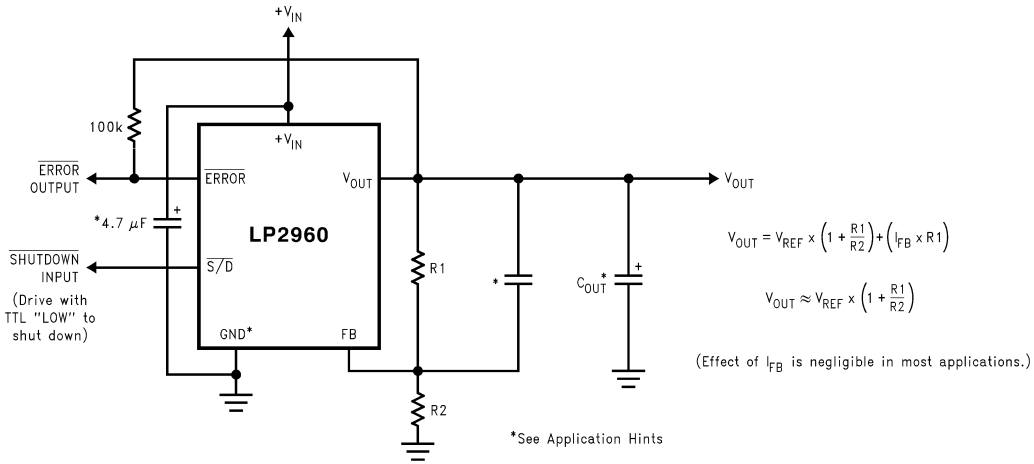 +V_IN
100k
+V_IN
ERROR
OUTPUT
ERROR
V_OUT
V_OUT
*4.7 μF
+
LP2960
SHUTDOWN
INPUT
S/D
R1
*
C_OUT*
+
(Drive with
TTL "LOW" to
shut down)
GND*
FB
R2
*See Application Hints
V_OUT = V_REF x (1 + R1/R2) + (I_FB x R1)
V_OUT ≈ V_REF x (1 + R1/R2)
(Effect of I_FB is negligible in most applications.)